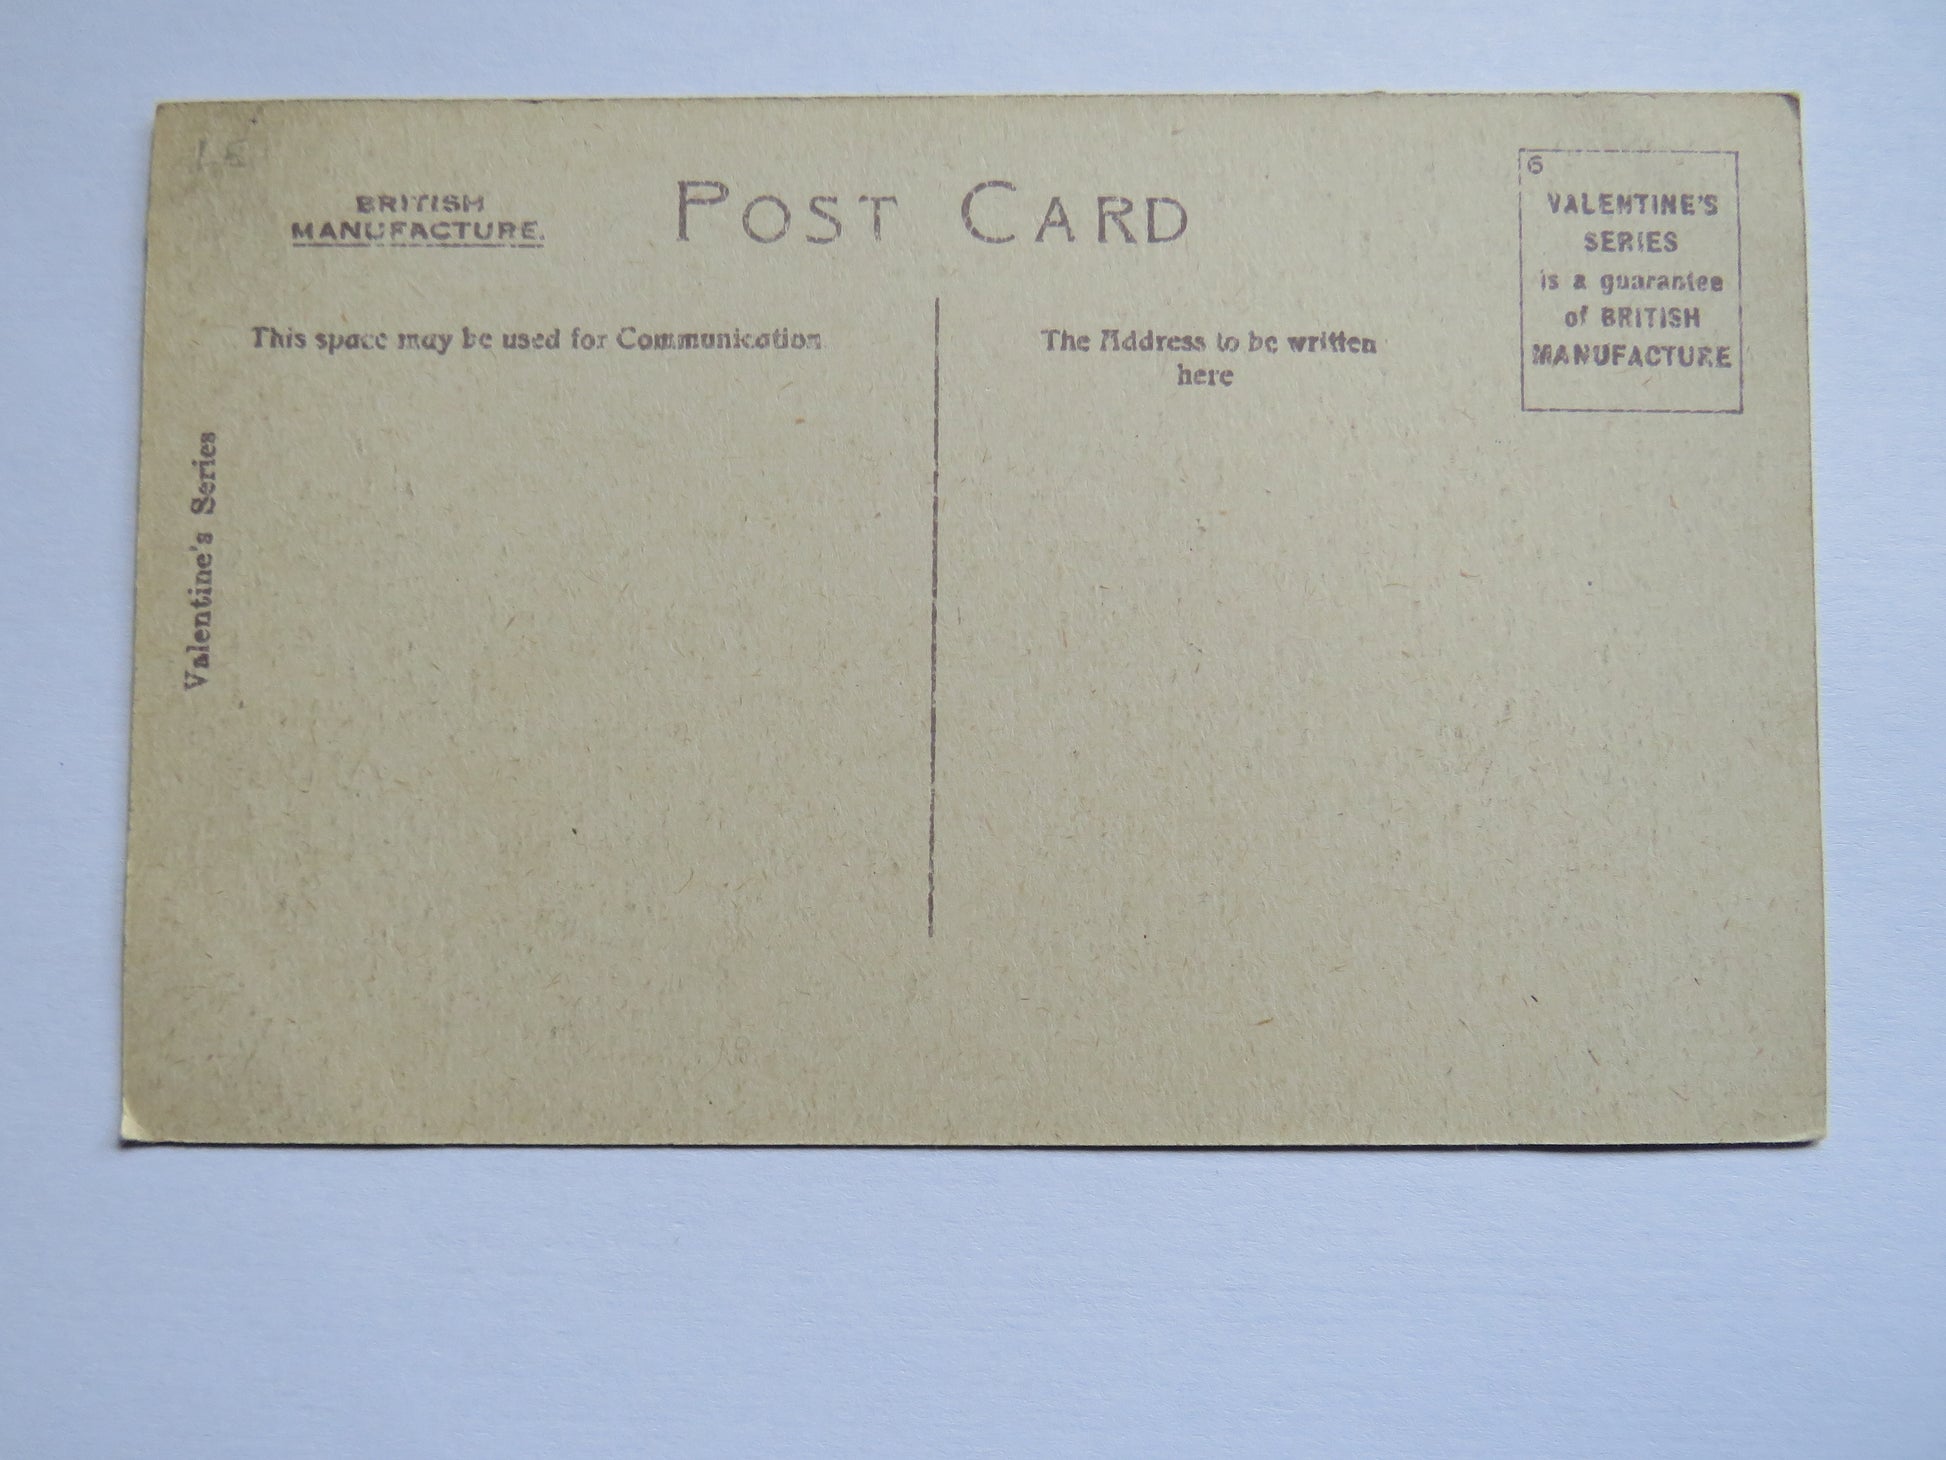 BRITISH
MANUFACTURE.
POST CARD
6
VALENTINE'S
SERIES
is a guarantee
of BRITISH
MANUFACTURE
This space may be used for Communication
The Address to be written
here
Valentine's Series